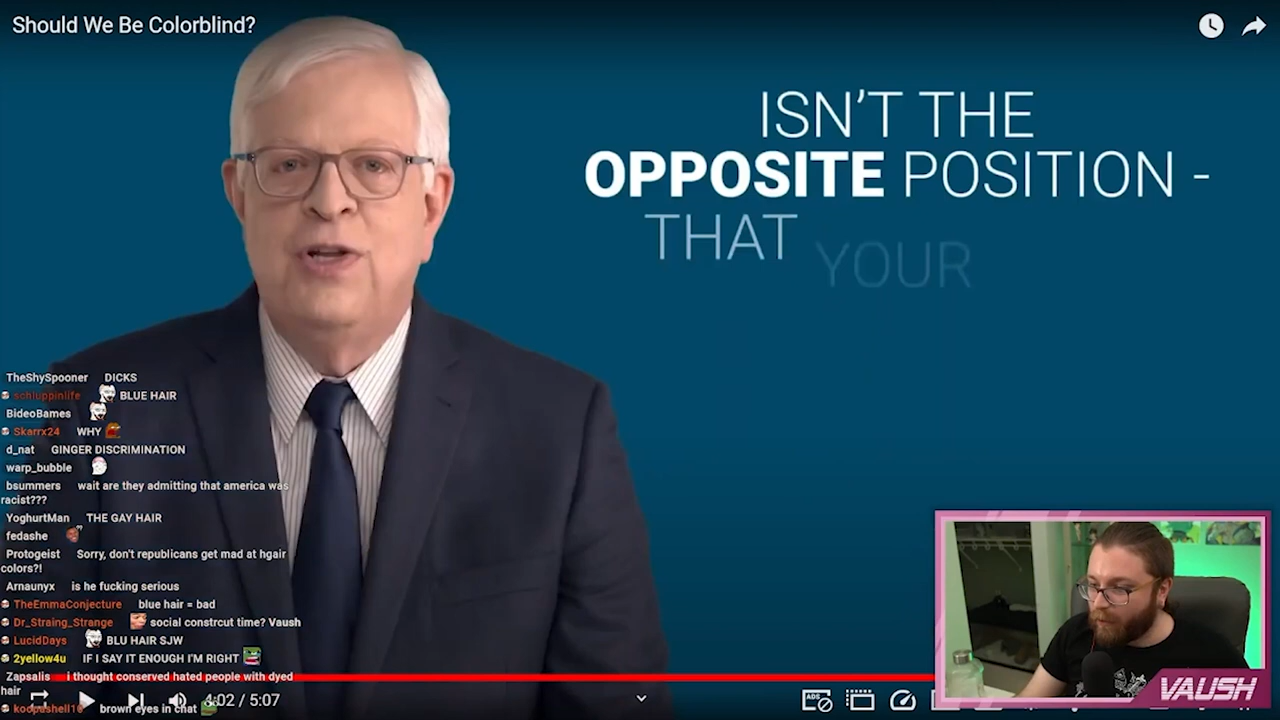 Should We Be Colorblind?
ISN'T THE
OPPOSITE POSITION -
THAT YOUR
TheShySpooner DICKS
schluppinlife BLUE HAIR
BideoBames
Skarrx24 WHY
d_nat GINGER DISCRIMINATION
warp_bubble
bsummers wait are they admitting that america was
racist???
YoghurtMan THE GAY HAIR
fedashe
Protogeist Sorry, don't republicans get mad at hgair
colors?!
Arnaunyx is he fucking serious
TheEmmaConjecture blue hair = bad
Dr_Straing_Strange social constrcut time? Vaush
LucidDays BLU HAIR SJW
2yellow4u IF I SAY IT ENOUGH I'M RIGHT
Zapsalis i thought conserved hated people with dyed
hair
4:02 / 5:07
brown eyes in chat
ADS
VAUSH